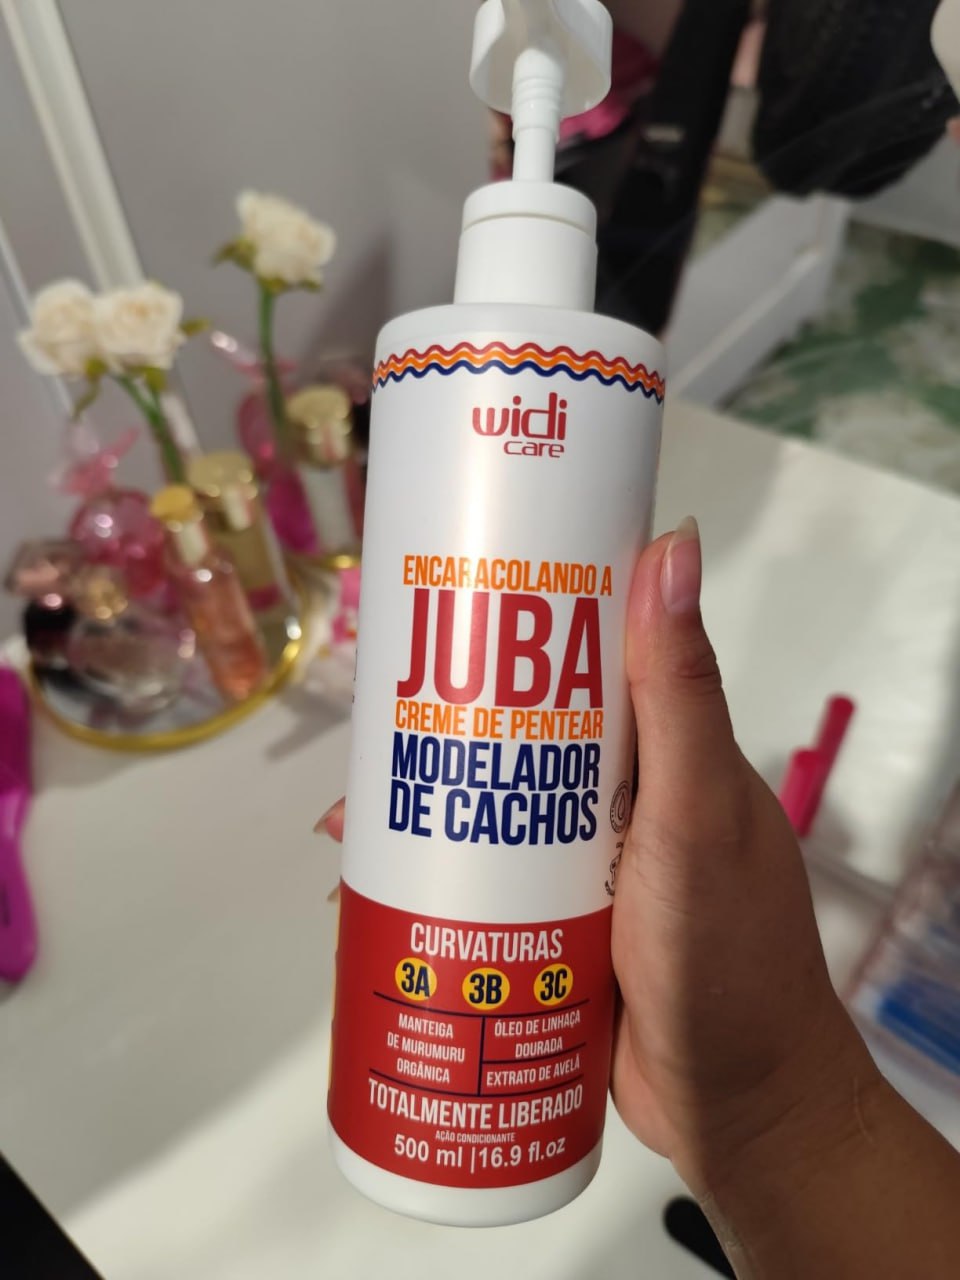 widi
care
ENCARACOLANDO A
JUBA
CREME DE PENTEAR
MODELADOR
DE CACHOS
CURVATURAS
3A 3B 3C
MANTEIGA
DE MURUMURU
ORGÂNICA
ÓLEO DE LINHAÇA
DOURADA
EXTRATO DE AVELÃ
TOTALMENTE LIBERADO
AÇÃO CONDICIONANTE
500 ml | 16.9 fl.oz